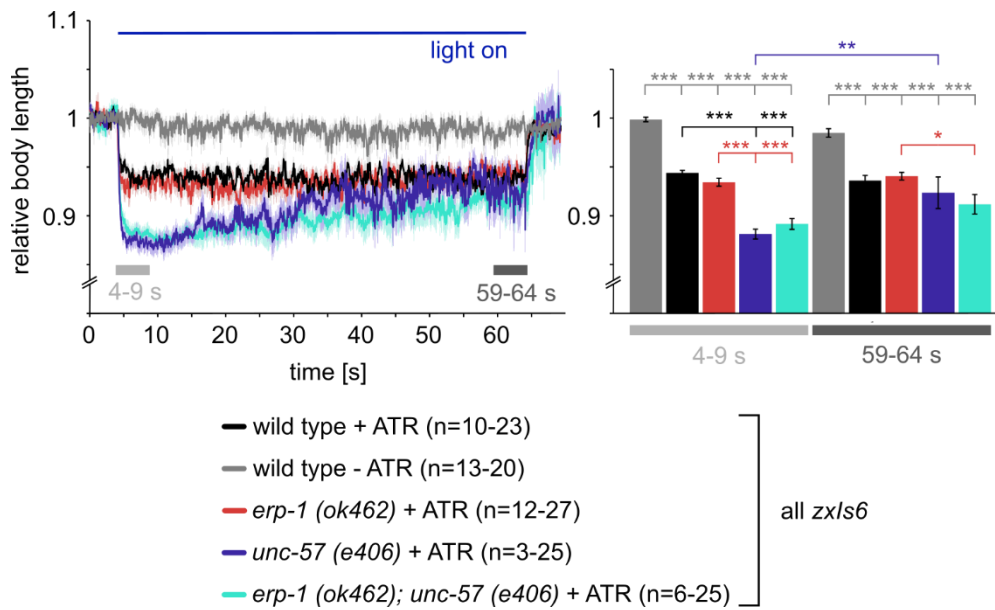 1.1
light on
**
*** *** *** ***
*** *** *** ***
1
*** ***
*
*** ***
1
relative body length
0.9
0.9
4-9 s
59-64 s
0 10 20 30 40 50 60
time [s]
4-9 s
59-64 s
wild type + ATR (n=10-23)
wild type - ATR (n=13-20)
erp-1 (ok462) + ATR (n=12-27)
all zxIs6
unc-57 (e406) + ATR (n=3-25)
erp-1 (ok462); unc-57 (e406) + ATR (n=6-25)